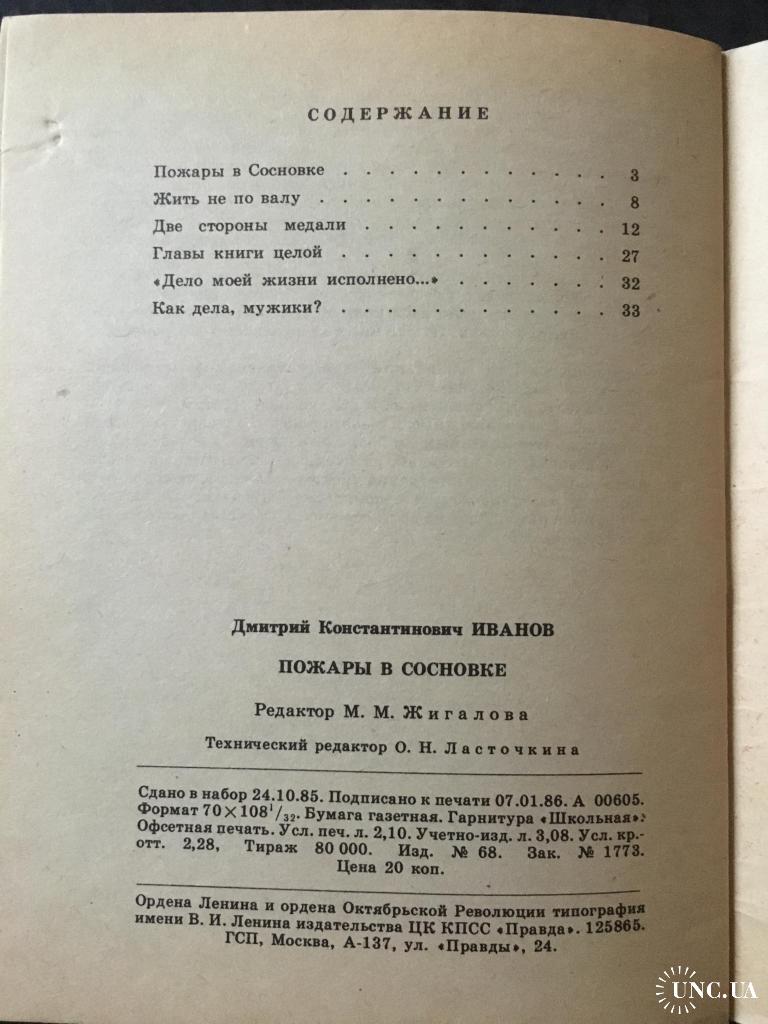 СОДЕРЖАНИЕ
Пожары в Сосновке . . . . . . . . . . . . 3
Жить не по валу . . . . . . . . . . . . . 8
Две стороны медали . . . . . . . . . . . 12
Главы книги целой . . . . . . . . . . . . 27
«Дело моей жизни исполнено...» . . . . . . . 32
Как дела, мужики? . . . . . . . . . . . . 33
Дмитрий Константинович ИВАНОВ
ПОЖАРЫ В СОСНОВКЕ
Редактор М. М. Жигалова
Технический редактор О. Н. Ласточкина
Сдано в набор 24.10.85. Подписано к печати 07.01.86. А 00605.
Формат 70×108¹/₃₂. Бумага газетная. Гарнитура «Школьная».
Офсетная печать. Усл. печ. л. 2,10. Учетно-изд. л. 3,08. Усл. кр.-
отт. 2,28, Тираж 80 000. Изд. № 68. Зак. № 1773.
Цена 20 коп.
Ордена Ленина и ордена Октябрьской Революции типография
имени В. И. Ленина издательства ЦК КПСС «Правда». 125865.
ГСП, Москва, А-137, ул. «Правды», 24.
UNC.UA